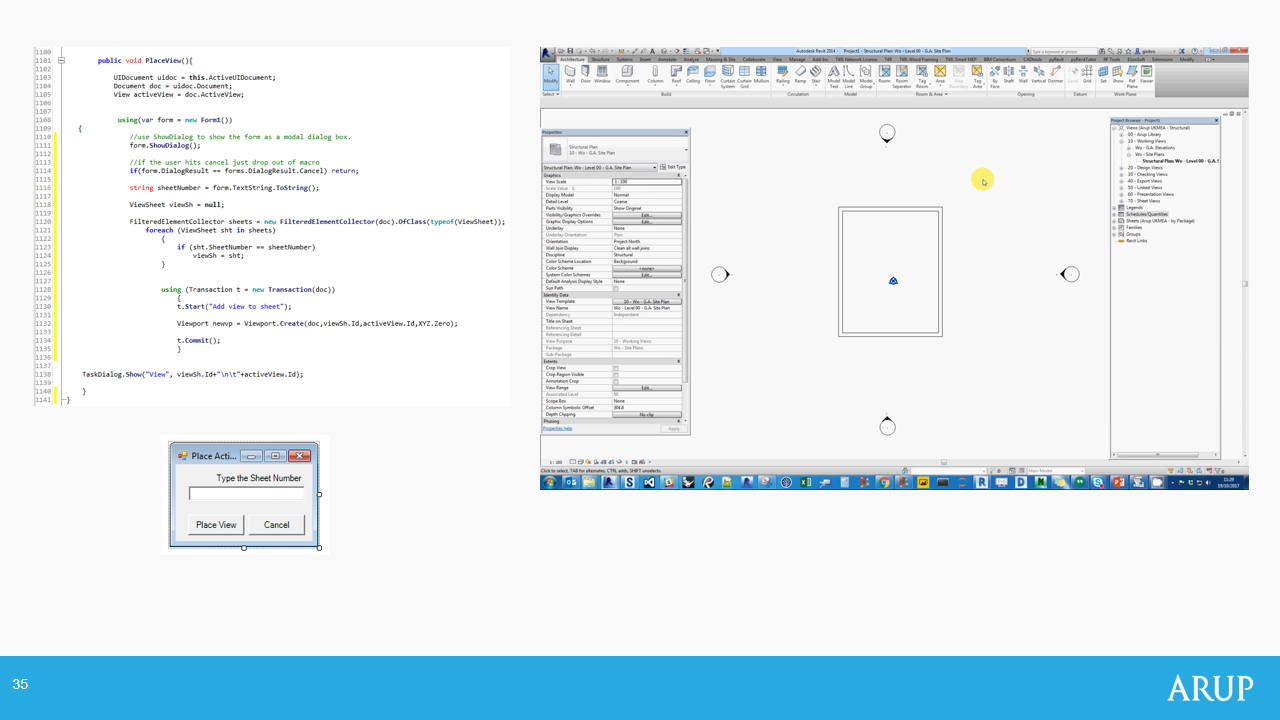 1100
1101 public void PlaceView(){
1102
1103 UIDocument uidoc = this.ActiveUIDocument;
1104 Document doc = uidoc.Document;
1105 View activeView = doc.ActiveView;
1106
1107
1108 using(var form = new Form1())
1109 {
1110 //use ShowDialog to show the form as a modal dialog box.
1111 form.ShowDialog();
1112
1113 //if the user hits cancel just drop out of macro
1114 if(form.DialogResult == forms.DialogResult.Cancel) return;
1115
1116 string sheetNumber = form.TextString.ToString();
1117
1118 ViewSheet viewSh = null;
1119
1120 FilteredElementCollector sheets = new FilteredElementCollector(doc).OfClass(typeof(ViewSheet));
1121 foreach (ViewSheet sht in sheets)
1122 {
1123 if (sht.SheetNumber == sheetNumber)
1124 viewSh = sht;
1125 }
1126
1127
1128 using (Transaction t = new Transaction(doc))
1129 {
1130 t.Start("Add view to sheet");
1131
1132 Viewport newvp = Viewport.Create(doc,viewSh.Id,activeView.Id,XYZ.Zero);
1133
1134 t.Commit();
1135 }
1136
1137
1138 TaskDialog.Show("View", viewSh.Id+"\n\t"+activeView.Id);
1139
1140 }
1141 }
Place Acti...
Type the Sheet Number
Place View Cancel
Autodesk Revit 2014 - Project1 - Structural Plan: Wo - Level 00 - G.A. Site Plan
Type a keyword or phrase
Architecture Structure Systems Insert Annotate Analyze Massing & Site Collaborate View Manage Add-Ins
Modify Wall Door Window Component Column Roof Ceiling Floor Curtain System Curtain Grid Mullion Railing Ramp Stair Model Text Model Line Model Group Room Room Separator Tag Room Area Area Boundary Tag Area By Face Shaft Wall Vertical Dormer Level Grid Set Show Ref Plane Viewer
Select Build Circulation Model Room & Area Opening Datum Work Plane
Properties
Structural Plan
10 - Wo - G.A. Site Plan
Structural Plan: Wo - Level 00 - G.A. Site Plan Edit Type
Graphics
View Scale 1 : 100
Scale Value 1: 100
Display Model Normal
Detail Level Coarse
Parts Visibility Show Original
Visibility/Graphics Overrides Edit...
Graphic Display Options Edit...
Underlay None
Underlay Orientation Plan
Orientation Project North
Wall Join Display Clean all wall joins
Discipline Structural
Color Scheme Location Background
Color Scheme <none>
System Color Schemes Edit...
Default Analysis Display Style None
Sun Path
Identity Data
View Template 10 - Wo - G.A. Site Plan
View Name Wo - Level 00 - G.A. Site Plan
Dependency Independent
Title on Sheet
Referencing Sheet
Referencing Detail
View Purpose 10 - Working Views
Package Wo - Site Plans
Sub-Package
Extents
Crop View
Crop Region Visible
Annotation Crop
View Range Edit...
Associated Level 00
Scope Box None
Column Symbolic Offset 304.8
Depth Clipping No clip
Phasing
Properties help Apply
Project Browser - Project1
Views (Arup UKMEA - Structural)
00 - Arup Library
10 - Working Views
Wo - G.A. Elevations
Wo - Site Plans
Structural Plan: Wo - Level 00 - G.A. S
20 - Design Views
30 - Checking Views
40 - Export Views
50 - Linked Views
60 - Presentation Views
70 - Sheet Views
Legends
Schedules/Quantities
Sheets (Arup UKMEA - by Package)
Families
Groups
Revit Links
1 : 100
Click to select, TAB for alternates, CTRL adds, SHIFT unselects.
Main Model
11:29
19/10/2017
35
ARUP